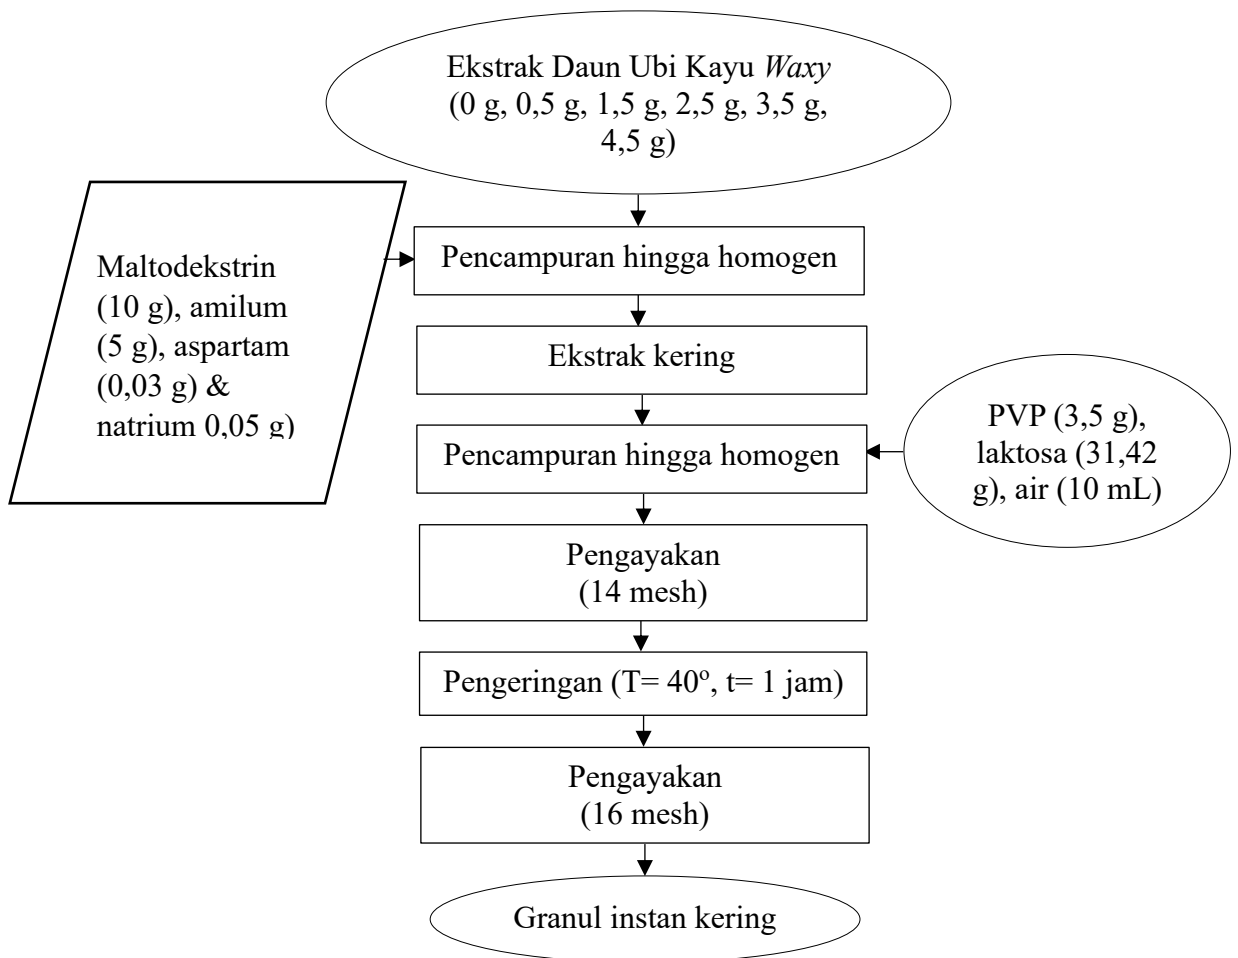 Ekstrak Daun Ubi Kayu Waxy
(0 g, 0,5 g, 1,5 g, 2,5 g, 3,5 g,
4,5 g)
Pencampuran hingga homogen
Maltodekstrin
(10 g), amilum
(5 g), aspartam
(0,03 g) &
natrium 0,05 g)
Ekstrak kering
Pencampuran hingga homogen
PVP (3,5 g),
laktosa (31,42
g), air (10 mL)
Pengayakan
(14 mesh)
Pengeringan (T= 40º, t= 1 jam)
Pengayakan
(16 mesh)
Granul instan kering